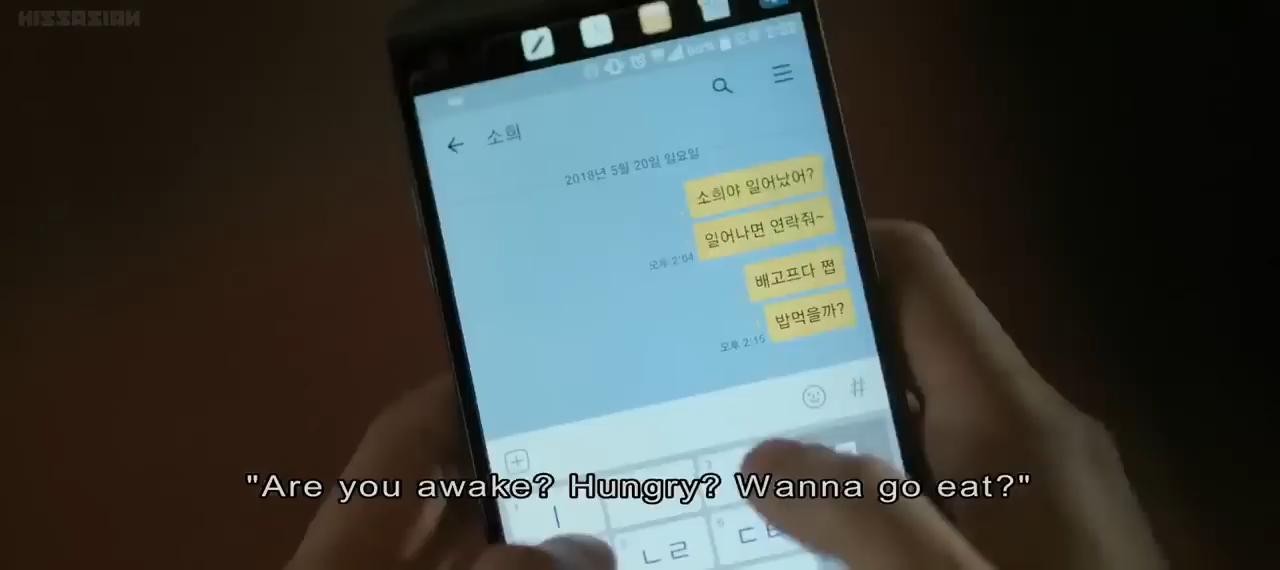 HISSASIAN
소희
2018년 5월 20일 일요일
소희야 일어났어?
일어나면 연락줘~
오후 2:04
배고프다 쩝
밥먹을까?
오후 2:15
#
"Are you awake? Hungry? Wanna go eat?"
ㅣ
ㄴㄹ